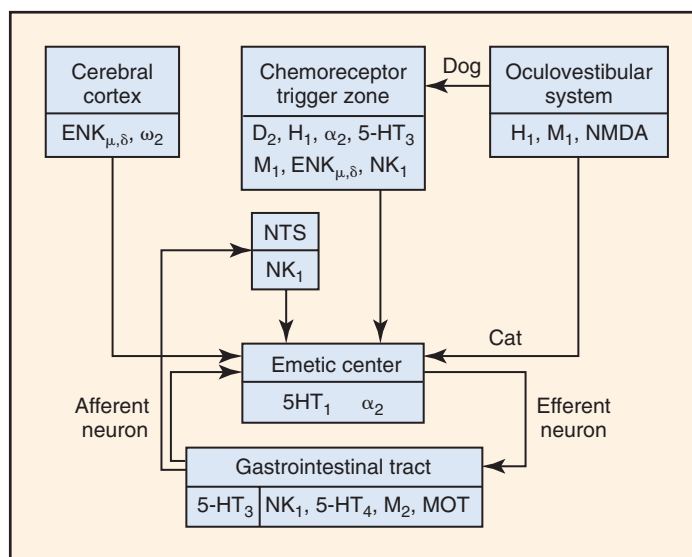 Cerebral
cortex
ENKμ,δ, ω2
Chemoreceptor
trigger zone
D2, H1, α2, 5-HT3
M1, ENKμ,δ, NK1
Dog
Oculovestibular
system
H1, M1, NMDA
NTS
NK1
Cat
Emetic center
5HT1 α2
Afferent
neuron
Efferent
neuron
Gastrointestinal tract
5-HT3 NK1, 5-HT4, M2, MOT